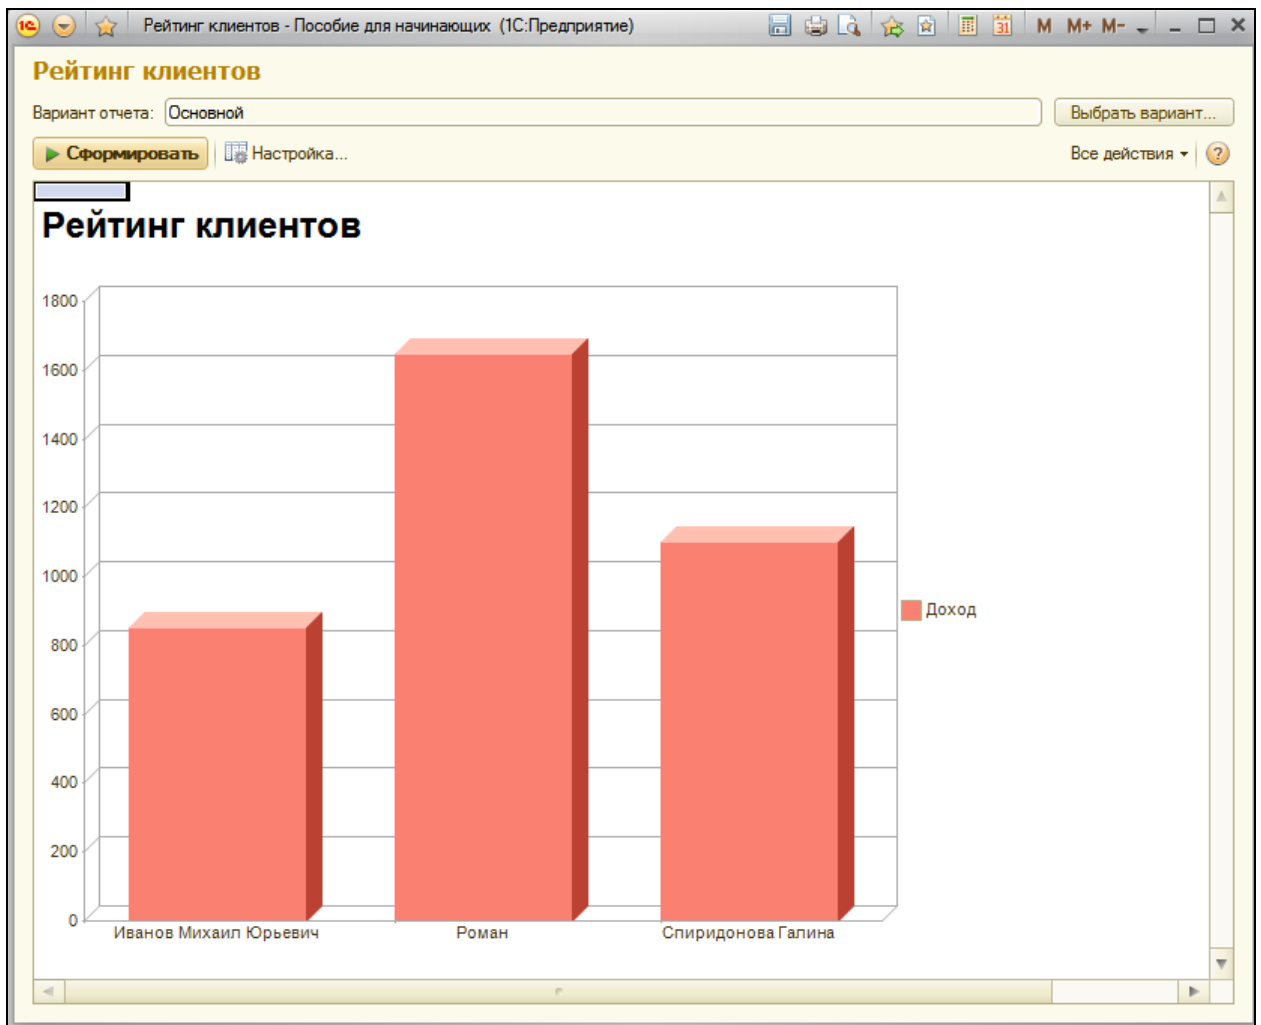 Рейтинг клиентов - Пособие для начинающих (1С:Предприятие)
31 M M+ M-
Рейтинг клиентов
Вариант отчета: Основной Выбрать вариант...
Сформировать Настройка... Все действия ?
Рейтинг клиентов
1800
1600
1400
1200
1000
800
600
400
200
0
Доход
Иванов Михаил Юрьевич Роман Спиридонова Галина